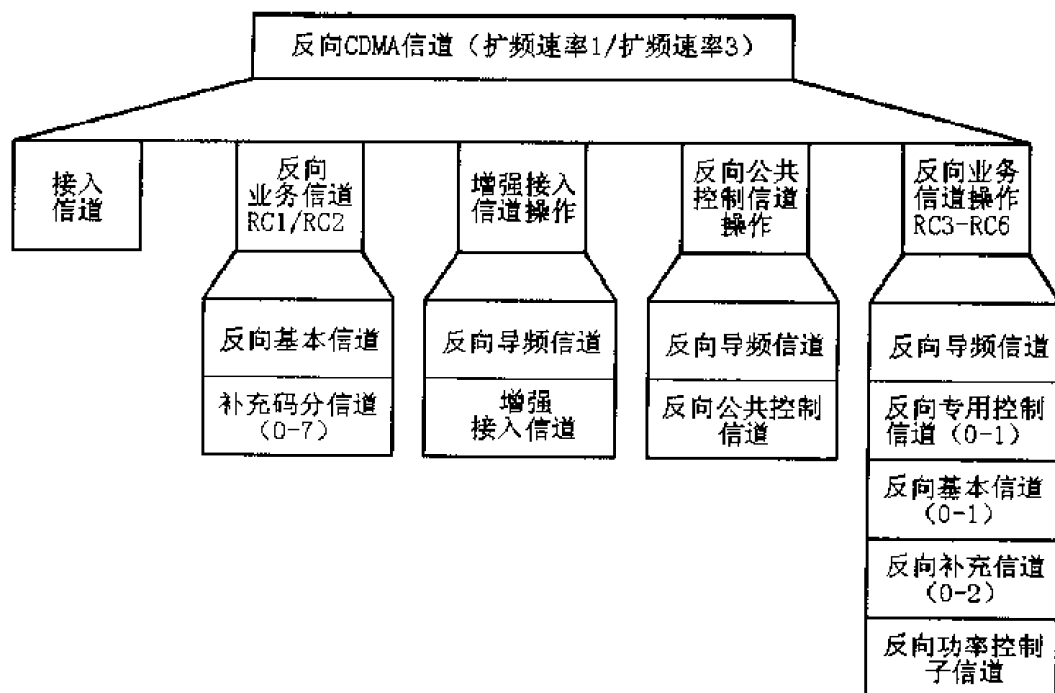 反向CDMA信道（扩频速率1/扩频速率3）
接入
信道
反向
业务信道
RC1/RC2
增强接入
信道操作
反向公共
控制信道
操作
反向业务
信道操作
RC3-RC6
反向基本信道
补充码分信道
（0-7）
反向导频信道
增强
接入信道
反向导频信道
反向公共控制
信道
反向导频信道
反向专用控制
信道（0-1）
反向基本信道
（0-1）
反向补充信道
（0-2）
反向功率控制
子信道